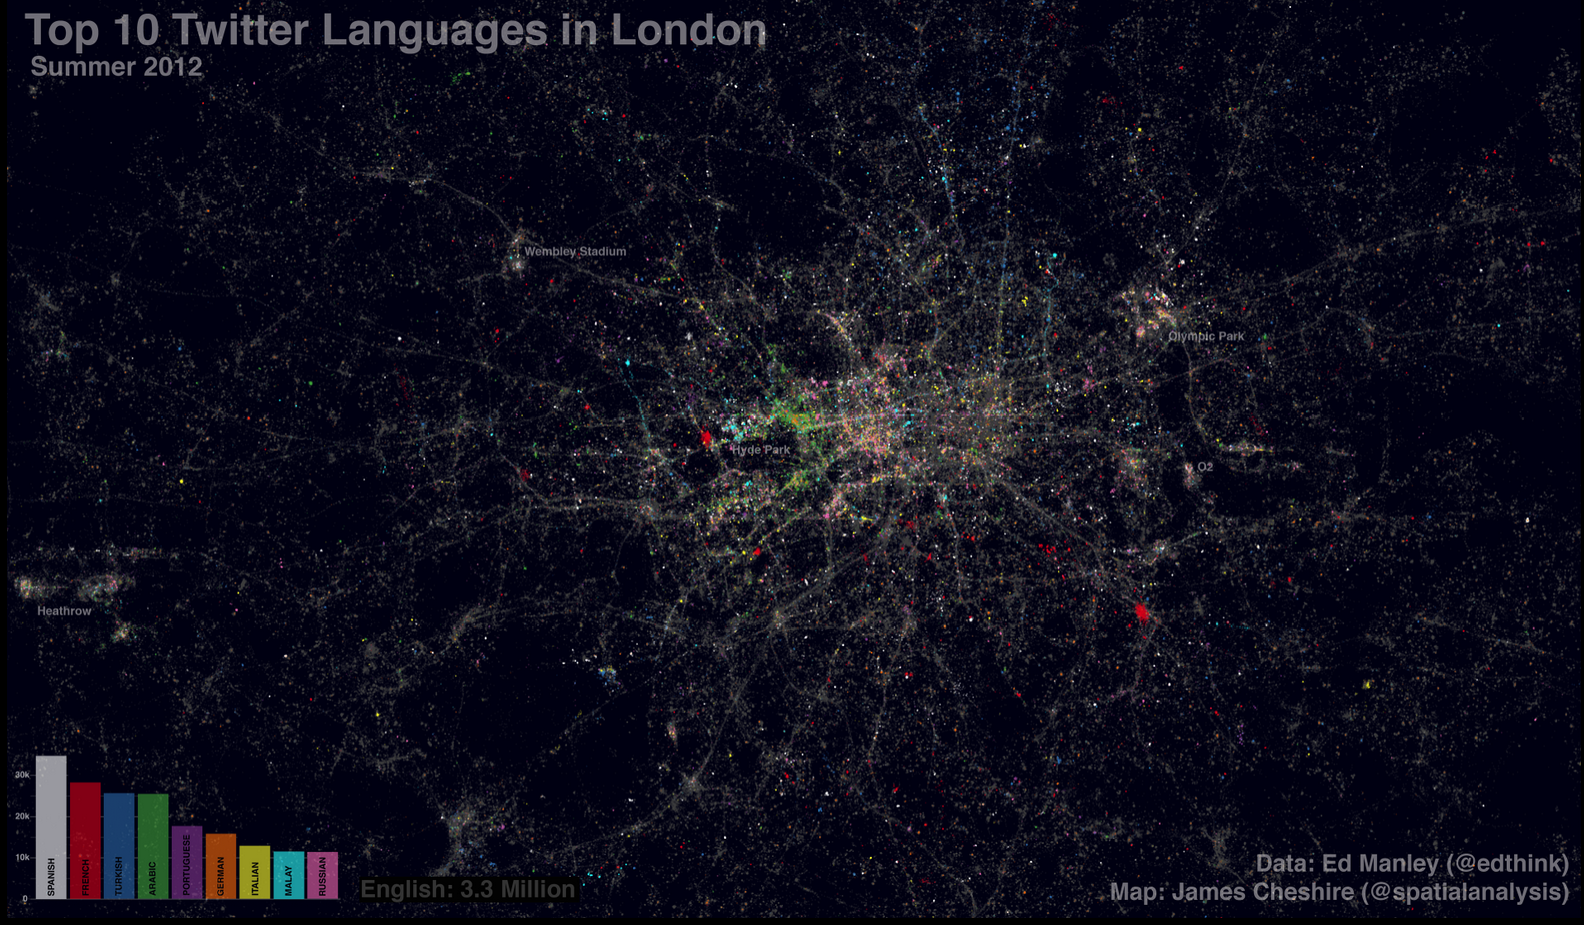 Top 10 Twitter Languages in London
Summer 2012
Wembley Stadium
Olympic Park
Hyde Park
O2
Heathrow
30k
20k
10k
0
SPANISH
FRENCH
TURKISH
ARABIC
PORTUGUESE
GERMAN
ITALIAN
MALAY
RUSSIAN
English: 3.3 Million
Data: Ed Manley (@edthink)
Map: James Cheshire (@spatialanalysis)